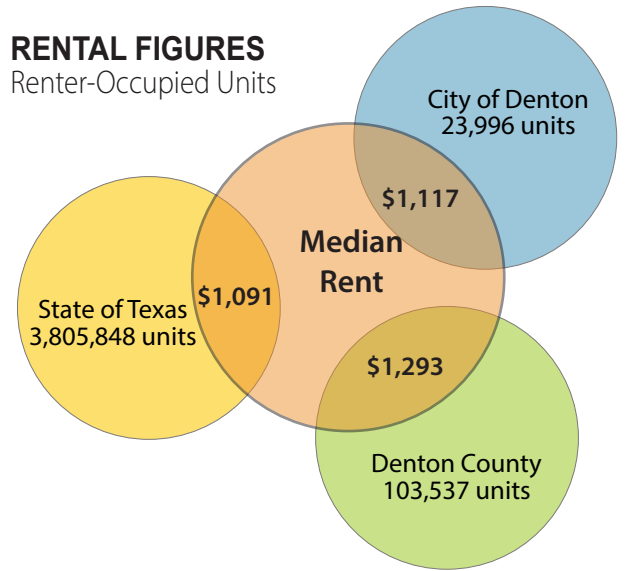 RENTAL FIGURES
Renter-Occupied Units
City of Denton
23,996 units
$1,117
Median
Rent
$1,091
State of Texas
3,805,848 units
$1,293
Denton County
103,537 units